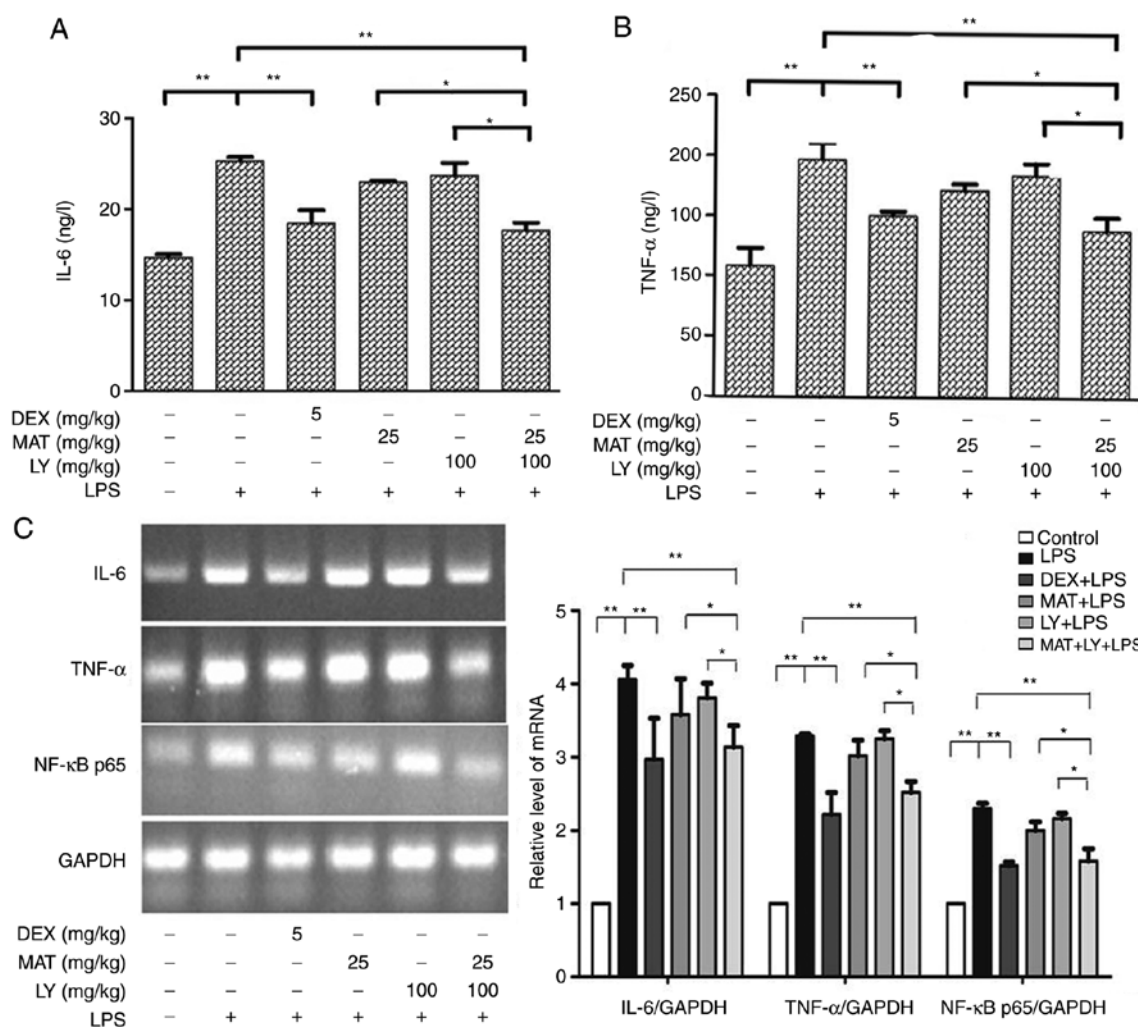 A
**
** **
*
*
30
20
10
0
IL-6 (ng/l)
DEX (mg/kg) – – 5 – – –
MAT (mg/kg) – – – 25 – 25
LY (mg/kg) – – – – 100 100
LPS – + + + + +
B
**
** **
*
*
250
200
100
150
50
0
TNF-α (ng/l)
DEX (mg/kg) – – 5 – – –
MAT (mg/kg) – – – 25 – 25
LY (mg/kg) – – – – 100 100
LPS – + + + + +
C
IL-6
TNF-α
NF-κB p65
GAPDH
DEX (mg/kg) – – 5 – – –
MAT (mg/kg) – – – 25 – 25
LY (mg/kg) – – – – 100 100
LPS – + + + + +
Control
LPS
DEX+LPS
MAT+LPS
LY+LPS
MAT+LY+LPS
**
** ** *
*
**
** ** *
*
**
** ** *
*
5
4
3
2
1
0
Relative level of mRNA
IL-6/GAPDH TNF-α/GAPDH NF-κB p65/GAPDH